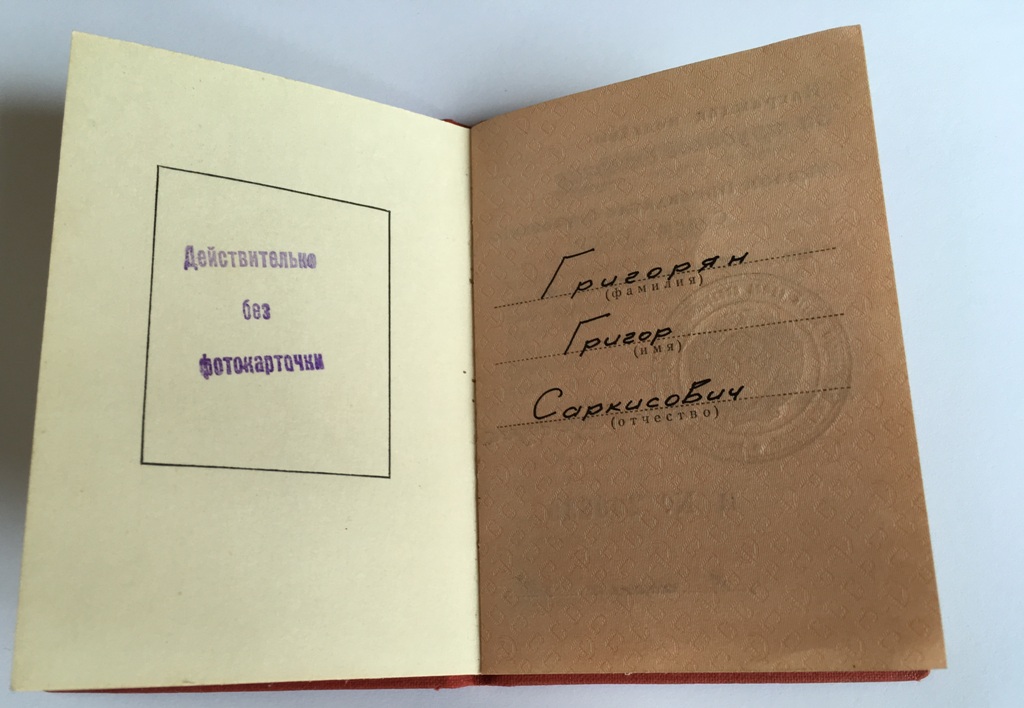 Действительно
без
фотокарточки
Григорян
(фамилия)
Григор
(имя)
Саркисович
(отчество)